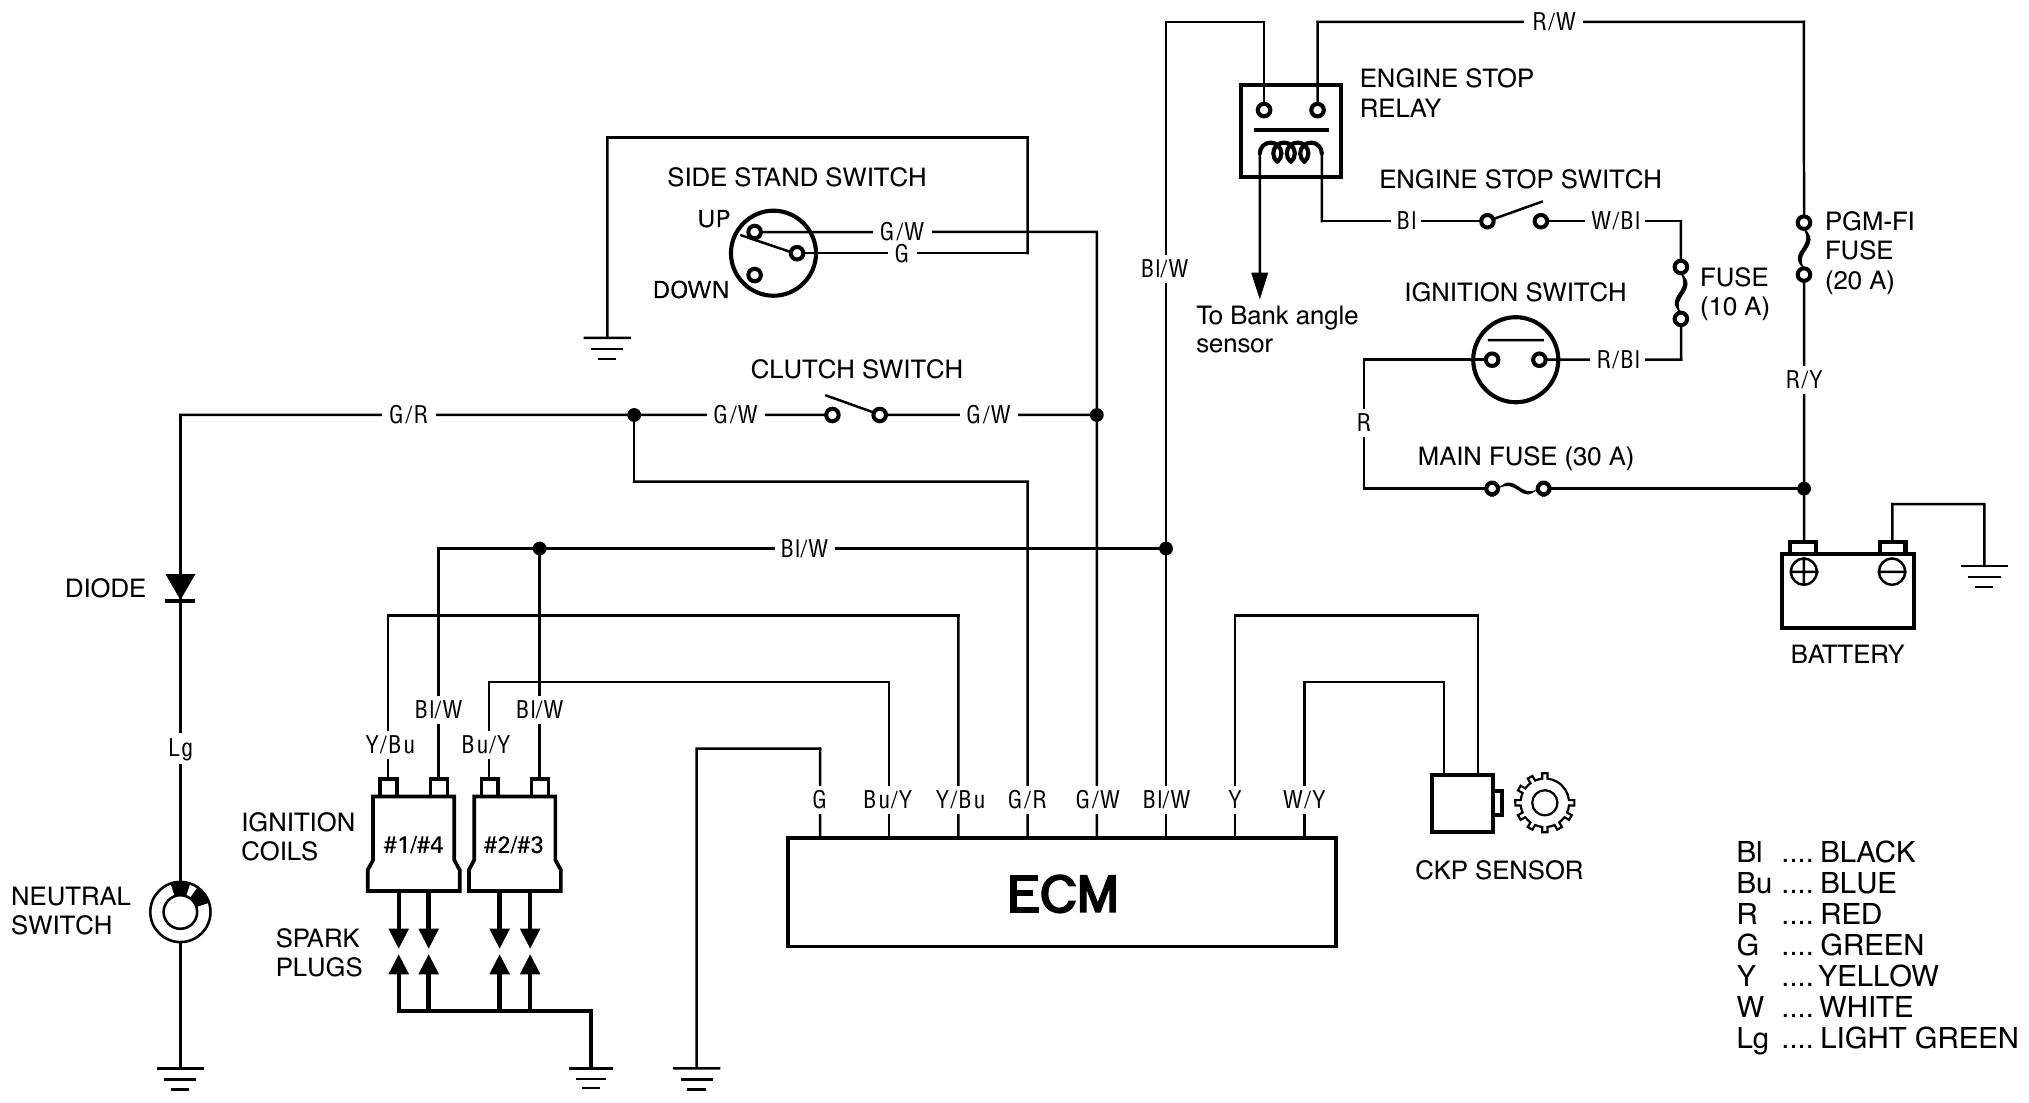 R/W
ENGINE STOP
RELAY
SIDE STAND SWITCH
ENGINE STOP SWITCH
UP
G/W
G
Bl
W/Bl
PGM-FI
FUSE
(20 A)
Bl/W
DOWN
FUSE
(10 A)
IGNITION SWITCH
To Bank angle
sensor
R/Bl
CLUTCH SWITCH
R/Y
G/R
G/W
G/W
R
MAIN FUSE (30 A)
Bl/W
DIODE
BATTERY
Bl/W
Bl/W
Y/Bu
Bu/Y
Lg
G
Bu/Y
Y/Bu
G/R
G/W
Bl/W
Y
W/Y
IGNITION
COILS
#1/#4
#2/#3
CKP SENSOR
ECM
NEUTRAL
SWITCH
SPARK
PLUGS
Bl .... BLACK
Bu .... BLUE
R .... RED
G .... GREEN
Y .... YELLOW
W .... WHITE
Lg .... LIGHT GREEN